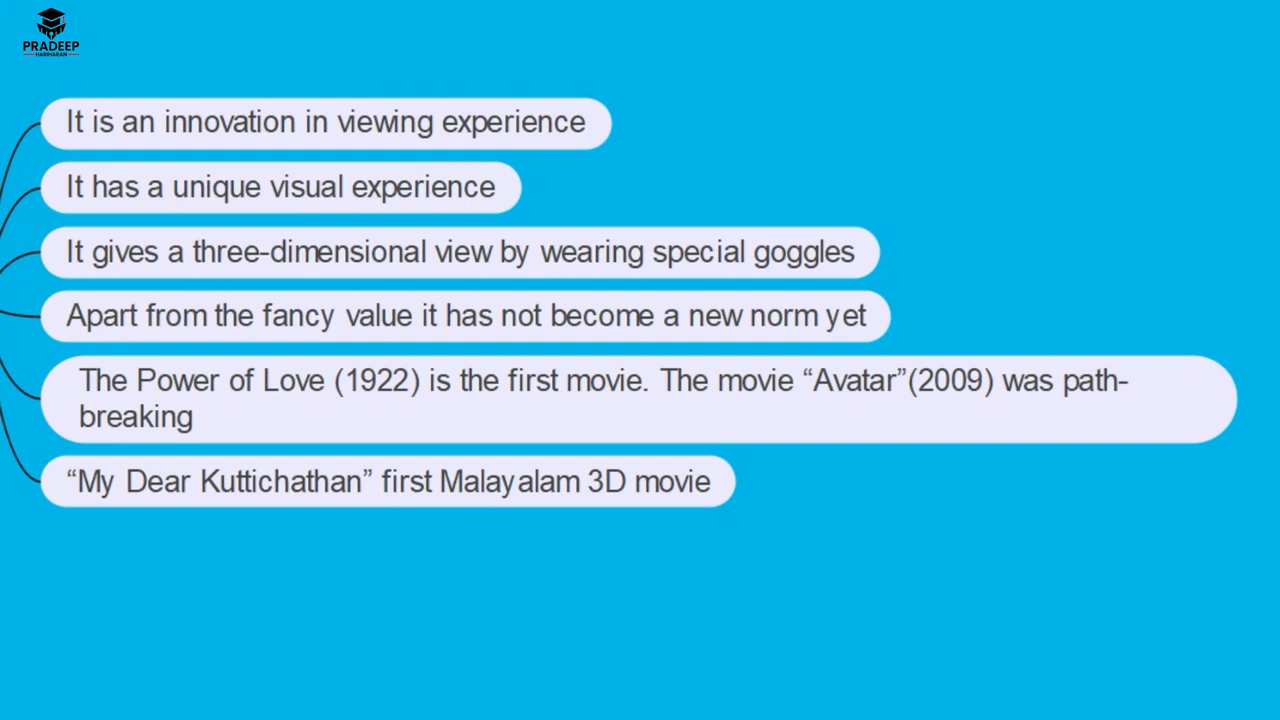 PRADEEP
HARIHARAN
It is an innovation in viewing experience
It has a unique visual experience
It gives a three-dimensional view by wearing special goggles
Apart from the fancy value it has not become a new norm yet
The Power of Love (1922) is the first movie. The movie “Avatar”(2009) was path-
breaking
“My Dear Kuttichathan” first Malayalam 3D movie